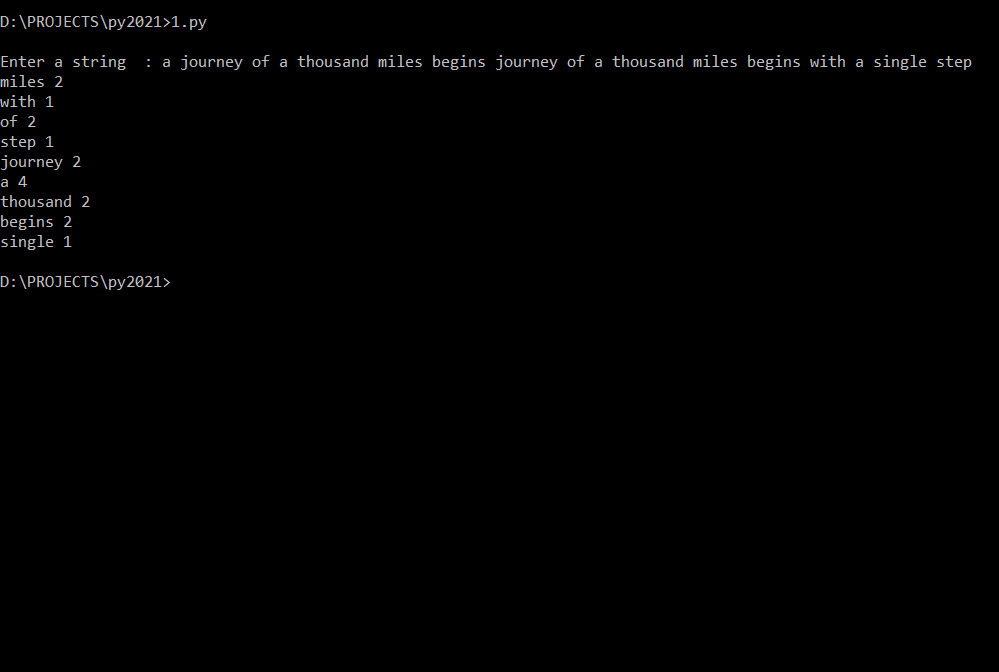 D:\PROJECTS\py2021>1.py
Enter a string  : a journey of a thousand miles begins journey of a thousand miles begins with a single step
miles 2
with 1
of 2
step 1
journey 2
a 4
thousand 2
begins 2
single 1
D:\PROJECTS\py2021>